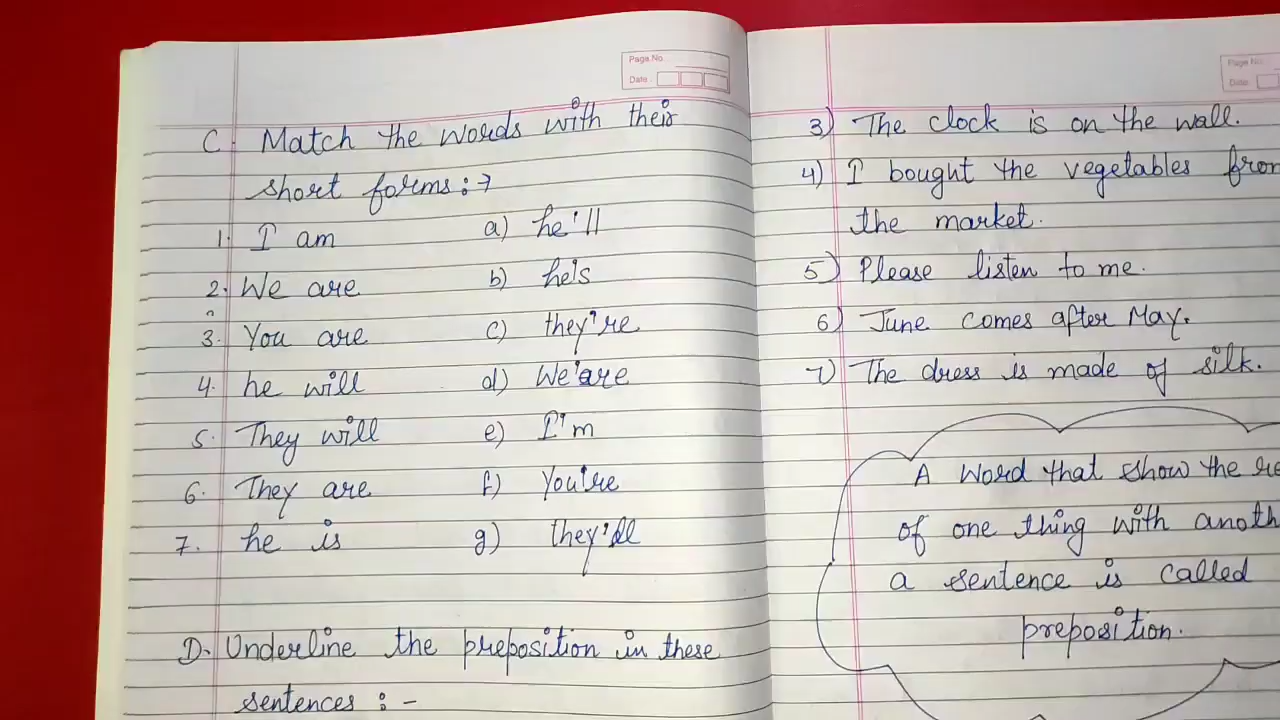 Page No.
Date
C. Match the words with their
short forms :→
1. I am a) he'll
2. We are b) he's
3. You are c) they're
4. he will d) We'are
5. They will e) I'm
6. They are f) You're
7. he is g) they'll
D. Underline the preposition in these
sentences :-
Page No.
Date
3) The clock is on the wall.
4) I bought the vegetables from
the market.
5) Please listen to me.
6) June comes after May.
7) The dress is made of silk.
A word that show the
of one thing with
a sentence is called
preposition.